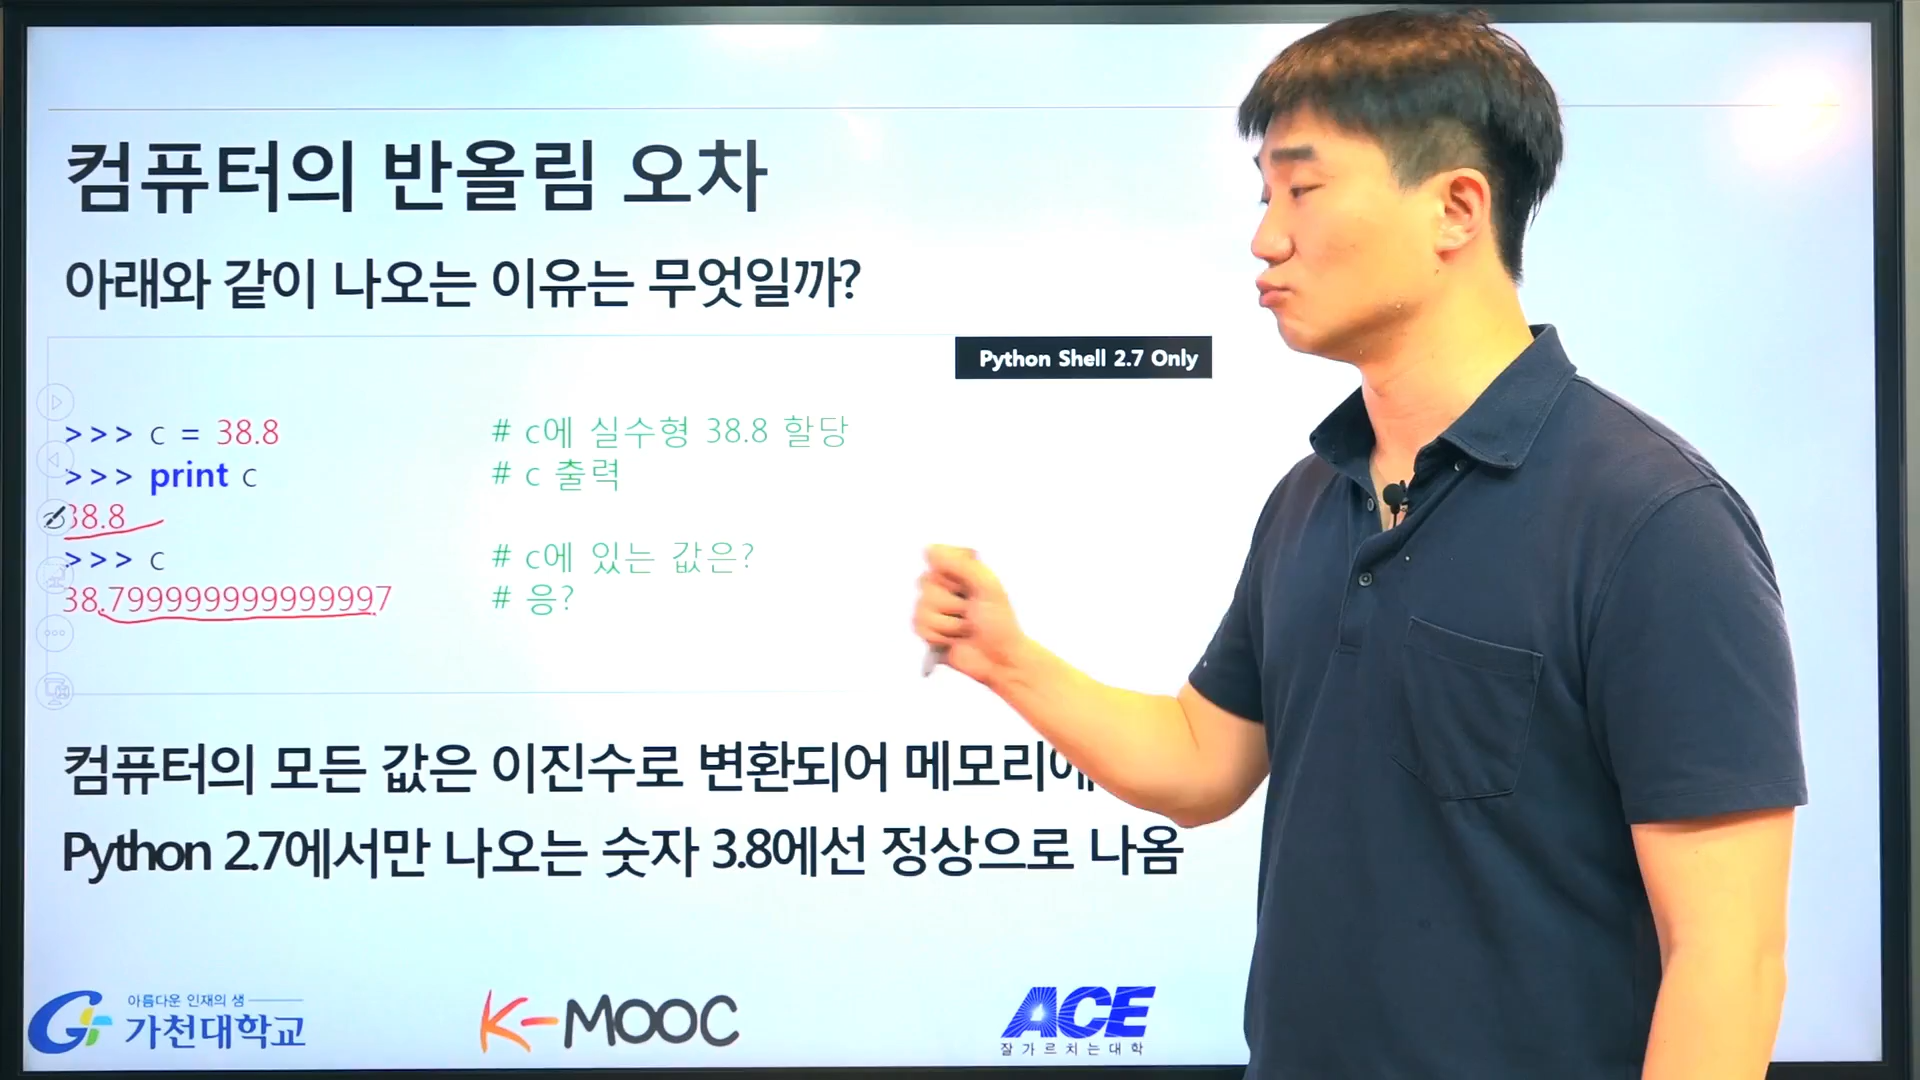 컴퓨터의 반올림 오차
아래와 같이 나오는 이유는 무엇일까?
Python Shell 2.7 Only
>>> c = 38.8 # c에 실수형 38.8 할당
>>> print c # c 출력
38.8
>>> c # c에 있는 값은?
38.799999999999997 # 응?
컴퓨터의 모든 값은 이진수로 변환되어 메모리에
Python 2.7에서만 나오는 숫자 3.8에선 정상으로 나옴
아름다운 인재의 샘
가천대학교
K-MOOC
ACE
잘가르치는대학